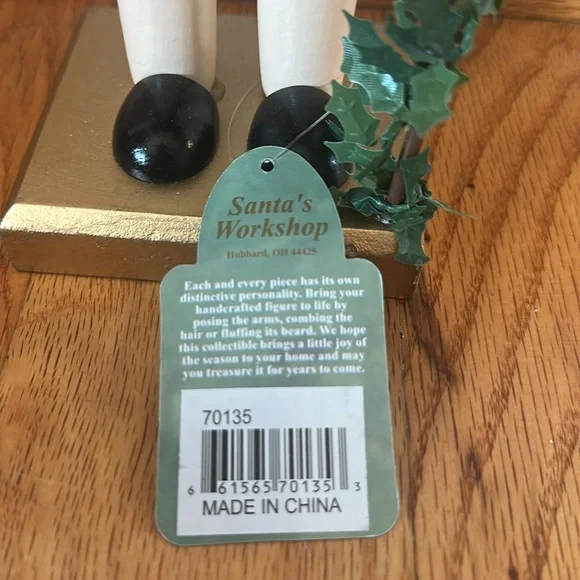 Santa's
Workshop
Hubbard, OH 44425
Each and every piece has its own
distinctive personality. Bring your
handcrafted figure to life by
posing the arms, combing the
hair or fluffing its beard. We hope
this collectible brings a little joy of
the season to your home and may
you treasure it for years to come.
70135
6 61565 70135 3
MADE IN CHINA